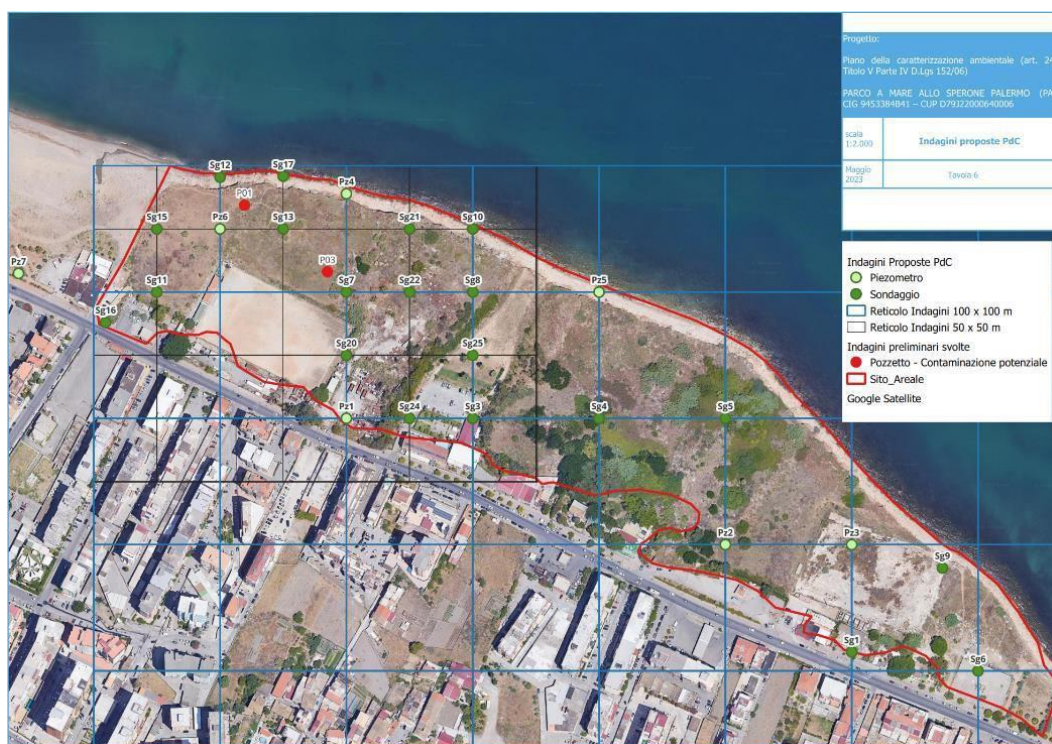 Progetto:
Piano della caratterizzazione ambientale (art. 24
Titolo V Parte IV D.Lgs 152/06)
PARCO A MARE ALLO SPERONE PALERMO (PA
CIG 9453384B41 – CUP D79J22000640006
scala
1:2.000
Indagini proposte PdC
Maggio
2023
Tavola 6
Indagini Proposte PdC
Piezometro
Sondaggio
Reticolo Indagini 100 x 100 m
Reticolo Indagini 50 x 50 m
Indagini preliminari svolte
Pozzetto - Contaminazione potenziale
Sito_Areale
Google Satellite
Sg12
Sg17
Pz4
P01
Sg15
Pz6
Sg13
Sg21
Sg10
Pz7
P03
Sg11
Sg7
Sg22
Sg8
Pz5
Sg16
Sg20
Sg25
Pz1
Sg24
Sg3
Sg4
Sg5
Pz2
Pz3
Sg9
Sg1
Sg6